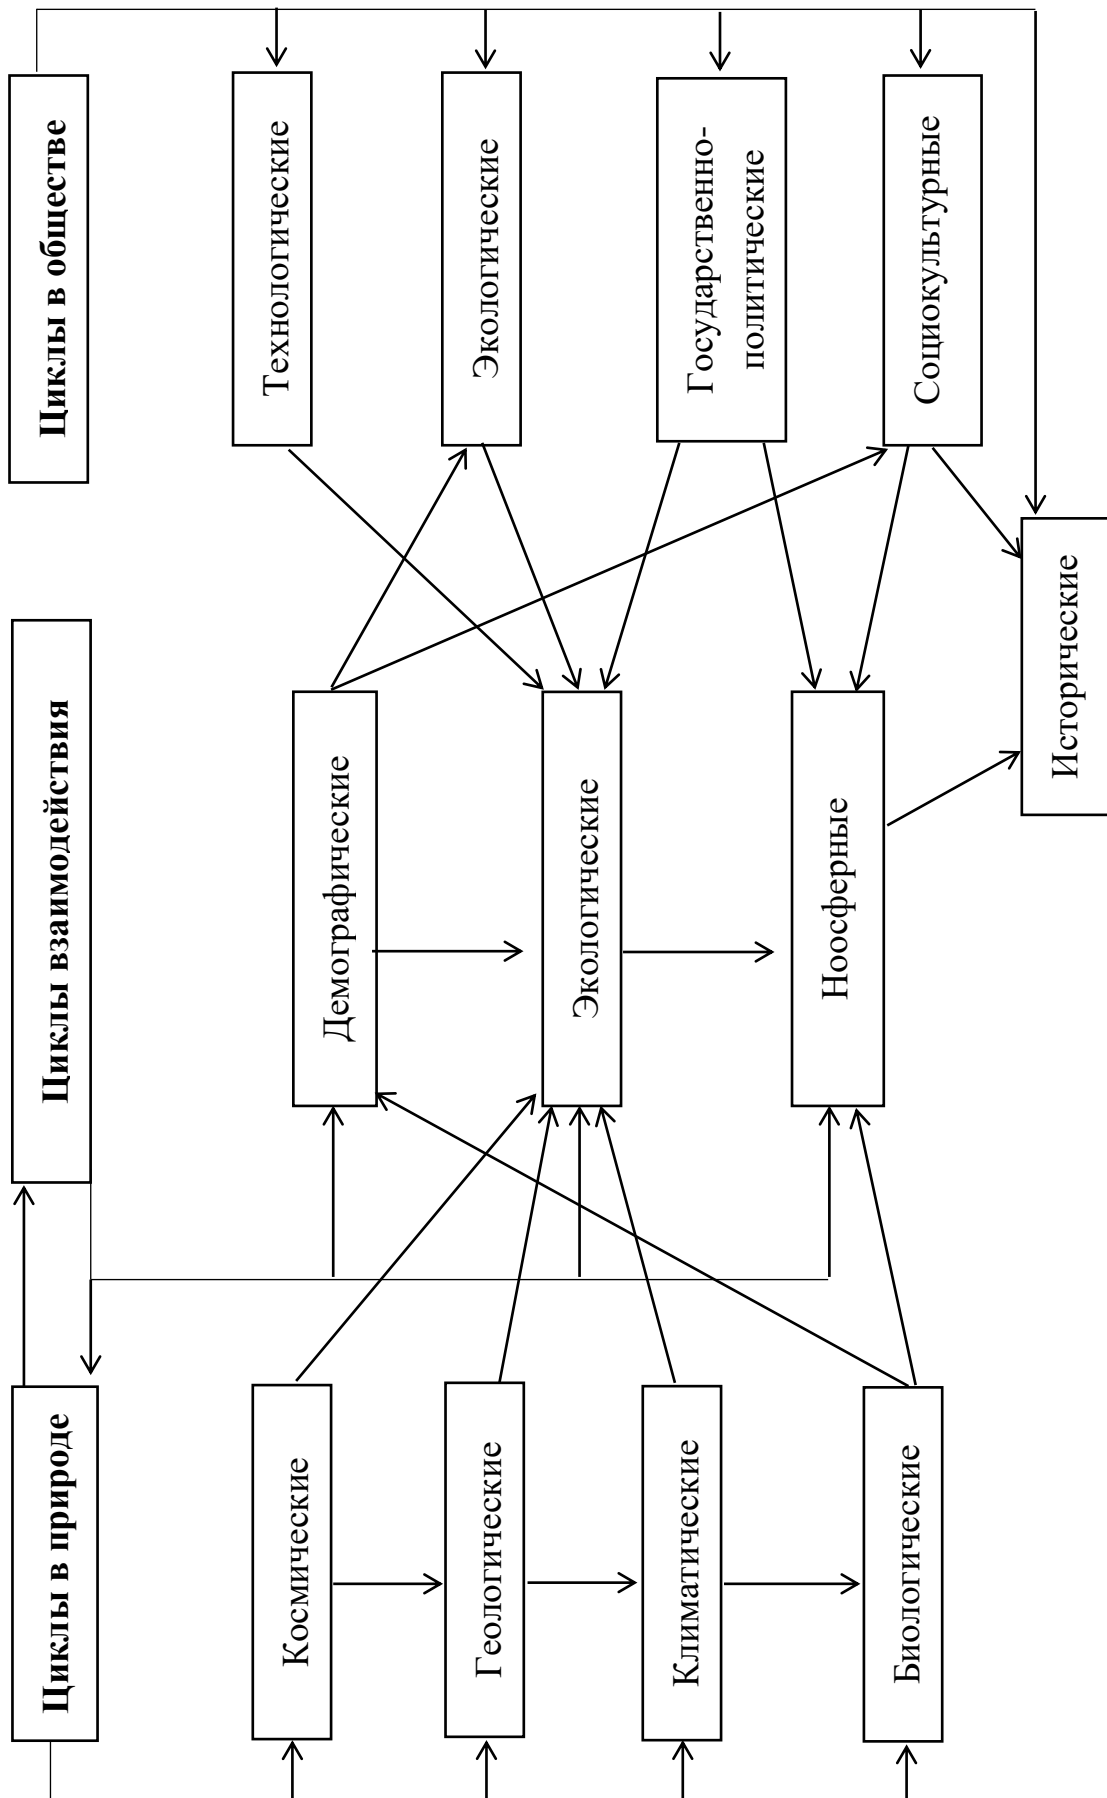 Циклы в природе
Циклы взаимодействия
Циклы в обществе
Космические
Геологические
Климатические
Биологические
Демографические
Экологические
Ноосферные
Технологические
Экологические
Государственно-
политические
Социокультурные
Исторические